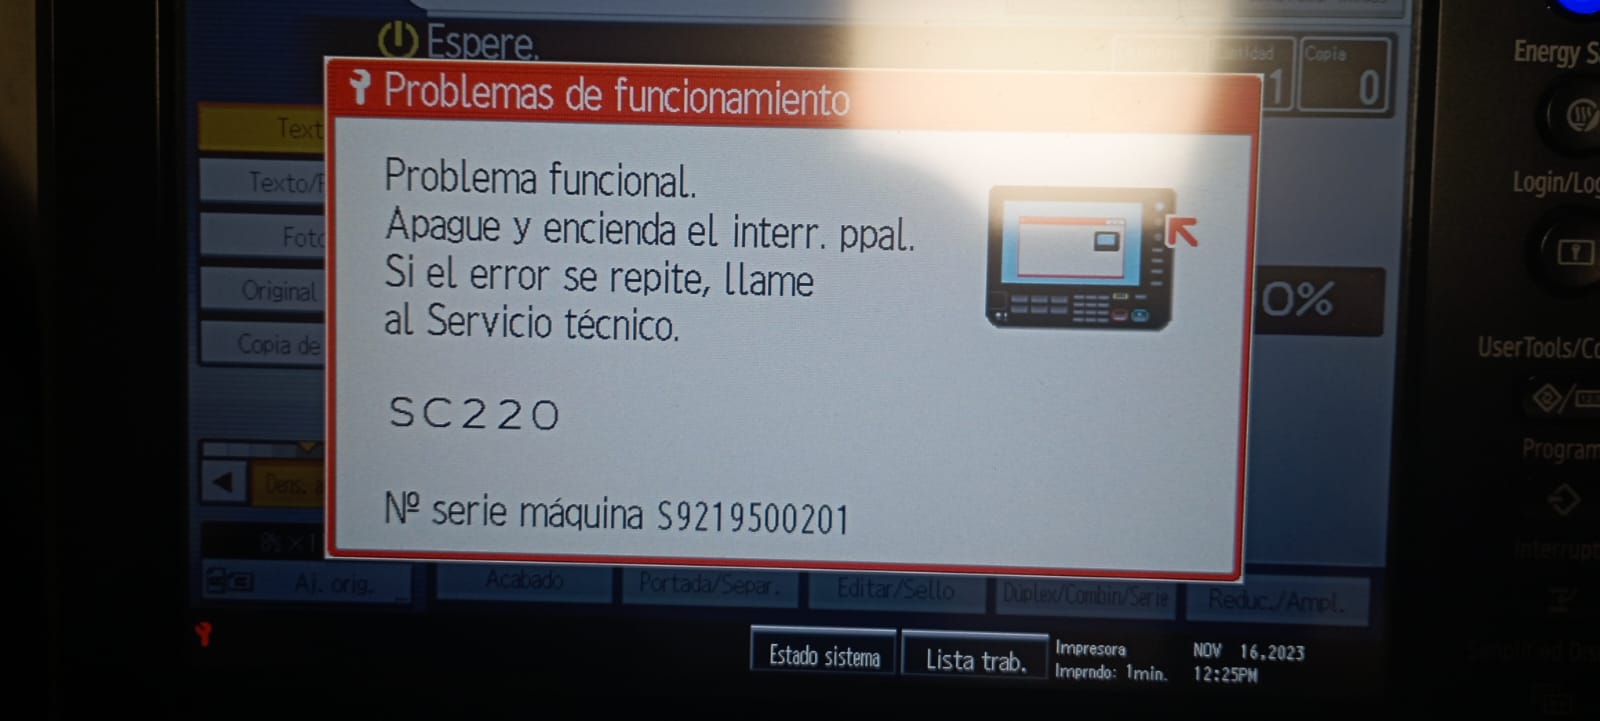 Espere.
Copia
1
0
Problemas de funcionamiento
Problema funcional.
Apague y encienda el interr. ppal.
Si el error se repite, llame
al Servicio técnico.
SC220
Nº serie máquina S9219500201
Text
Texto/F
Foto
Original
Copia de
Dens. a
0%
Aj. orig.
Acabado
Portada/Separ.
Editar/Sello
Dúplex/Combin/Serie
Reduc./Ampl.
Estado sistema
Lista trab.
Impresora
Imprndo: 1min.
NOV 16,2023
12:25PM
Energy S
Login/Log
UserTools/Co
Program
Interrupt